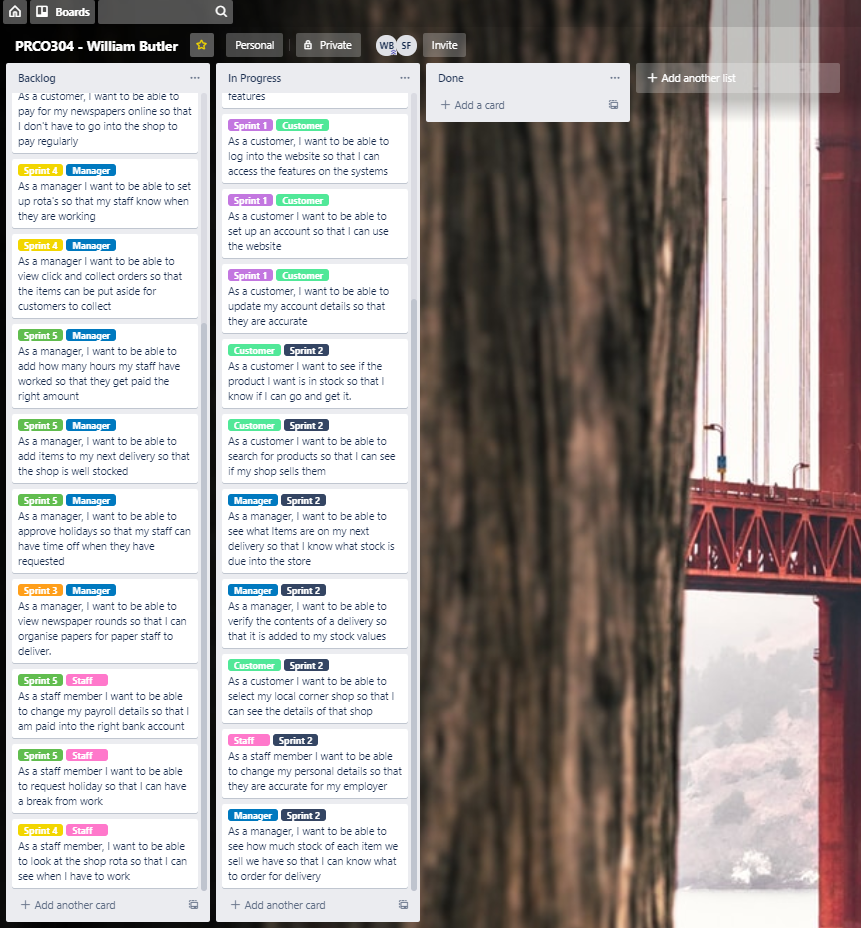 Boards
PRCO304 - William Butler
Personal
Private
WB
SF
Invite
Backlog
As a customer, I want to be able to
pay for my newspapers online so that
I don't have to go into the shop to
pay regularly
Sprint 4 Manager
As a manager I want to be able to set
up rota's so that my staff know when
they are working
Sprint 4 Manager
As a manager I want to be able to
view click and collect orders so that
the items can be put aside for
customers to collect
Sprint 5 Manager
As a manager, I want to be able to
add how many hours my staff have
worked so that they get paid the
right amount
Sprint 5 Manager
As a manager, I want to be able to
add items to my next delivery so that
the shop is well stocked
Sprint 5 Manager
As a manager, I want to be able to
approve holidays so that my staff can
have time off when they have
requested
Sprint 3 Manager
As a manager, I want to be able to
view newspaper rounds so that I can
organise papers for paper staff to
deliver.
Sprint 5 Staff
As a staff member I want to be able
to change my payroll details so that I
am paid into the right bank account
Sprint 5 Staff
As a staff member I want to be able
to request holiday so that I can have
a break from work
Sprint 4 Staff
As a staff member, I want to be able
to look at the shop rota so that I can
see when I have to work
+ Add another card
In Progress
features
Sprint 1 Customer
As a customer, I want to be able to
log into the website so that I can
access the features on the systems
Sprint 1 Customer
As a customer I want to be able to
set up an account so that I can use
the website
Sprint 1 Customer
As a customer, I want to be able to
update my account details so that
they are accurate
Customer Sprint 2
As a customer I want to see if the
product I want is in stock so that I
know if I can go and get it.
Customer Sprint 2
As a customer I want to be able to
search for products so that I can see
if my shop sells them
Manager Sprint 2
As a manager, I want to be able to
see what Items are on my next
delivery so that I know what stock is
due into the store
Manager Sprint 2
As a manager, I want to be able to
verify the contents of a delivery so
that it is added to my stock values
Customer Sprint 2
As a customer I want to be able to
select my local corner shop so that I
can see the details of that shop
Staff Sprint 2
As a staff member I want to be able
to change my personal details so that
they are accurate for my employer
Manager Sprint 2
As a manager, I want to be able to
see how much stock of each item we
sell we have so that I can know what
to order for delivery
+ Add another card
Done
+ Add a card
+ Add another list